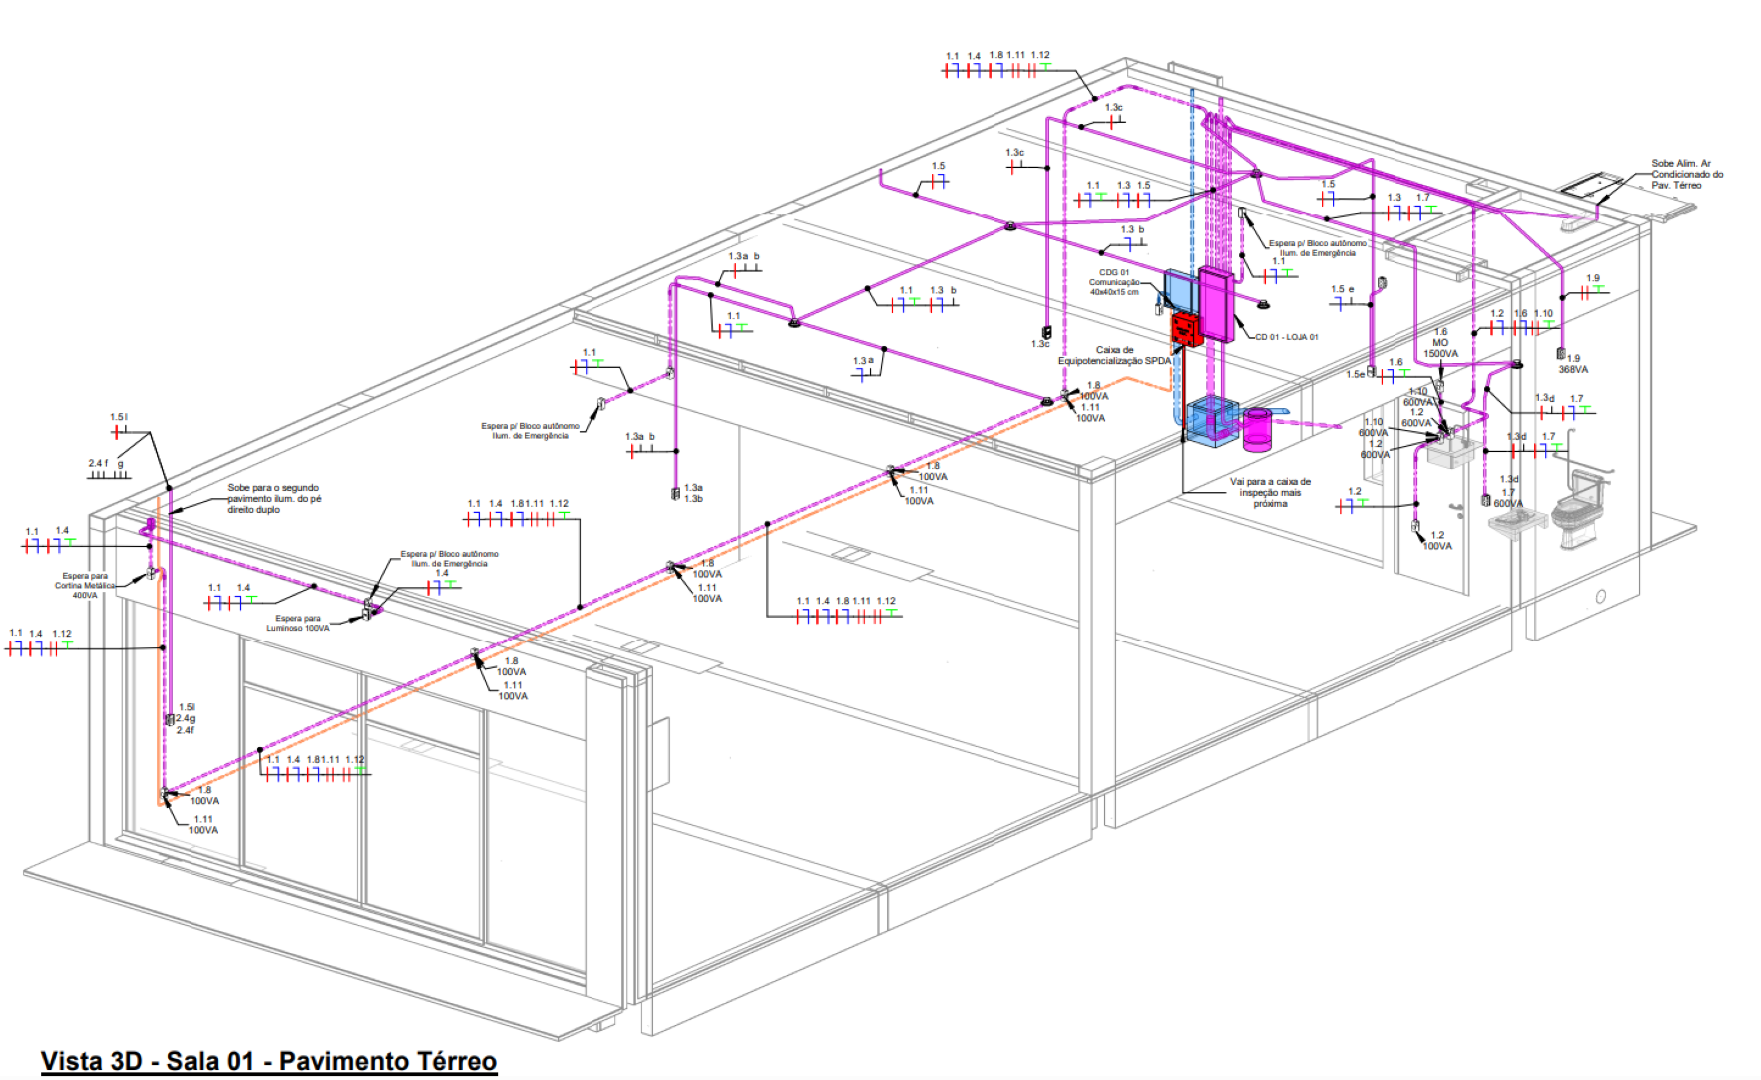 1.1 1.4 1.8 1.11 1.12
1.3c
1.3c
1.5
1.1 1.3 1.5
1.5
1.3 1.7
Sobe Alim. Ar
Condicionado do
Pav. Térreo
1.3 b
Espera p/ Bloco autônomo
Ilum. de Emergência
1.1
1.3a b
CDG 01
Comunicação
40x40x15 cm
1.9
1.1 1.3 b
1.5 e
1.1
1.2 1.6 1.10
1.6
MO
1500VA
CD 01 - LOJA 01
1.3c
Caixa de
Equipotencialização SPDA
1.1
1.3 a
1.9
368VA
1.5e
1.6
1.8
100VA
1.11
100VA
1.10
600VA
1.2
600VA
1.3d 1.7
1.5 l
Espera p/ Bloco autônomo
Ilum. de Emergência
1.3a b
1.10
600VA
1.2
600VA
1.3d 1.7
2.4 f g
1.8
100VA
1.11
100VA
Sobe para o segundo
pavimento ilum. do pé
direito duplo
1.3a
1.3b
Vai para a caixa de
inspeção mais
próxima
1.3d
1.7
600VA
1.2
1.1 1.4 1.8 1.11 1.12
1.1 1.4
1.2
100VA
Espera p/ Bloco autônomo
Ilum. de Emergência
1.4
1.8
100VA
1.11
100VA
Espera para
Cortina Metálica
400VA
1.1 1.4
Espera para
Luminoso 100VA
1.1 1.4 1.8 1.11 1.12
1.1 1.4 1.12
1.8
100VA
1.11
100VA
1.5l
2.4g
2.4f
1.1 1.4 1.8 1.11 1.12
1.8
100VA
1.11
100VA
Vista 3D - Sala 01 - Pavimento Térreo